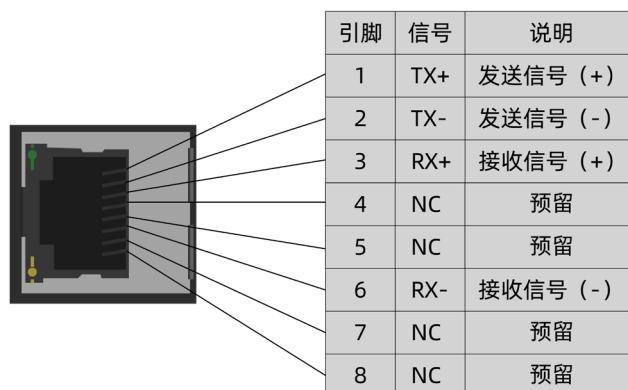 引脚 信号 说明
1 TX+ 发送信号（+）
2 TX- 发送信号（-）
3 RX+ 接收信号（+）
4 NC 预留
5 NC 预留
6 RX- 接收信号（-）
7 NC 预留
8 NC 预留